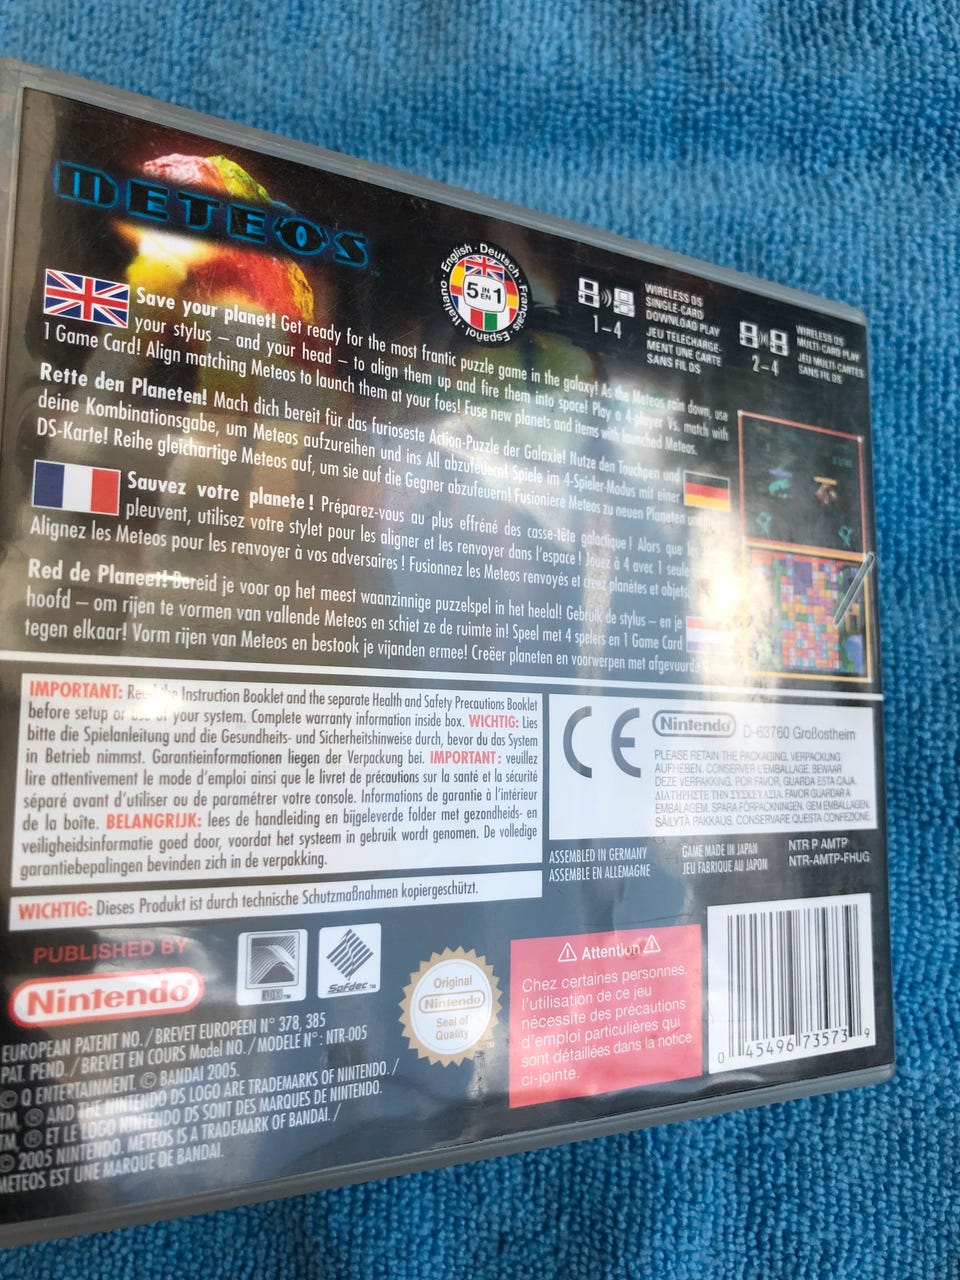 METEOS™
English · Deutsch · Français · Español · Italiano
5 IN EN 1
1-4
WIRELESS DS
SINGLE-CARD
DOWNLOAD PLAY
JEU TELECHARGE-
MENT UNE CARTE
SANS FIL DS
2-4
WIRELESS DS
MULTI-CARD PLAY
JEU MULTI-CARTES
SANS FIL DS
Save your planet! Get ready for the most frantic puzzle game in the galaxy! As the Meteos rain down, use
your stylus – and your head – to align them up and fire them into space! Play a 4-player Vs. match with
1 Game Card! Align matching Meteos to launch them at your foes! Fuse new planets and items with launched Meteos.
Rette den Planeten! Mach dich bereit für das furioseste Action-Puzzle der Galaxie! Nutze den Touchpen und
deine Kombinationsgabe, um Meteos aufzureihen und ins All abzufeuern! Spiele im 4-Spieler-Modus mit einer
DS-Karte! Reihe gleichartige Meteos auf, um sie auf die Gegner abzufeuern! Fusioniere Meteos zu neuen Planeten
Sauvez votre planète ! Préparez-vous au plus effréné des casse-tête galactique ! Alors que les
pleuvent, utilisez votre stylet pour les aligner et les renvoyer dans l'espace ! Jouez à 4 avec 1 seule
Alignez les Meteos pour les renvoyer à vos adversaires ! Fusionnez les Meteos renvoyés et créez planètes et objets
Red de Planeet! Bereid je voor op het meest waanzinnige puzzelspel in het heelal! Gebruik de stylus – en je
hoofd – om rijen te vormen van vallende Meteos en schiet ze de ruimte in! Speel met 4 spelers en 1 Game Card
tegen elkaar! Vorm rijen van Meteos en bestook je vijanden ermee! Creëer planeten en voorwerpen met afgevuurde
IMPORTANT: Read the Instruction Booklet and the separate Health and Safety Precautions Booklet
before setup or use of your system. Complete warranty information inside box. WICHTIG: Lies
bitte die Spielanleitung und die Gesundheits- und Sicherheitshinweise durch, bevor du das System
in Betrieb nimmst. Garantieinformationen liegen der Verpackung bei. IMPORTANT : veuillez
lire attentivement le mode d'emploi ainsi que le livret de précautions sur la santé et la sécurité
séparé avant d'utiliser ou de paramétrer votre console. Informations de garantie à l'intérieur
de la boîte. BELANGRIJK: lees de handleiding en bijgeleverde folder met gezondheids- en
veiligheidsinformatie goed door, voordat het systeem in gebruik wordt genomen. De volledige
garantiebepalingen bevinden zich in de verpakking.
WICHTIG: Dieses Produkt ist durch technische Schutzmaßnahmen kopiergeschützt.
CE
Nintendo D-63760 Großostheim
PLEASE RETAIN THE PACKAGING. VERPACKUNG
AUFHEBEN. CONSERVER L'EMBALLAGE. BEWAAR
DEZE VERPAKKING. POR FAVOR, GUARDA ESTA CAJA.
ΔΙΑΤΗΡΗΣΤΕ ΤΗΝ ΣΥΣΚΕΥΑΣΙΑ. FAVOR GUARDAR A
EMBALAGEM. SPARA FÖRPACKNINGEN. GEM EMBALLAGEN.
SÄILYTÄ PAKKAUS. CONSERVARE QUESTA CONFEZIONE.
ASSEMBLED IN GERMANY
ASSEMBLE EN ALLEMAGNE
GAME MADE IN JAPAN
JEU FABRIQUE AU JAPON
NTR P AMTP
NTR-AMTP-FHUG
PUBLISHED BY
Nintendo
SoFdec™
Original
Nintendo
Seal of
Quality
™
Attention
Chez certaines personnes,
l'utilisation de ce jeu
nécessite des précautions
d'emploi particulières qui
sont détaillées dans la notice
ci-jointe.
0 45496 73573 9
EUROPEAN PATENT NO. / BREVET EUROPEEN N° 378, 385
PAT. PEND. / BREVET EN COURS Model NO. / MODELE N° : NTR-005
© Q ENTERTAINMENT. © BANDAI 2005.
TM, ® AND THE NINTENDO DS LOGO ARE TRADEMARKS OF NINTENDO. /
TM, ® ET LE LOGO NINTENDO DS SONT DES MARQUES DE NINTENDO.
© 2005 NINTENDO. METEOS IS A TRADEMARK OF BANDAI. /
METEOS EST UNE MARQUE DE BANDAI.